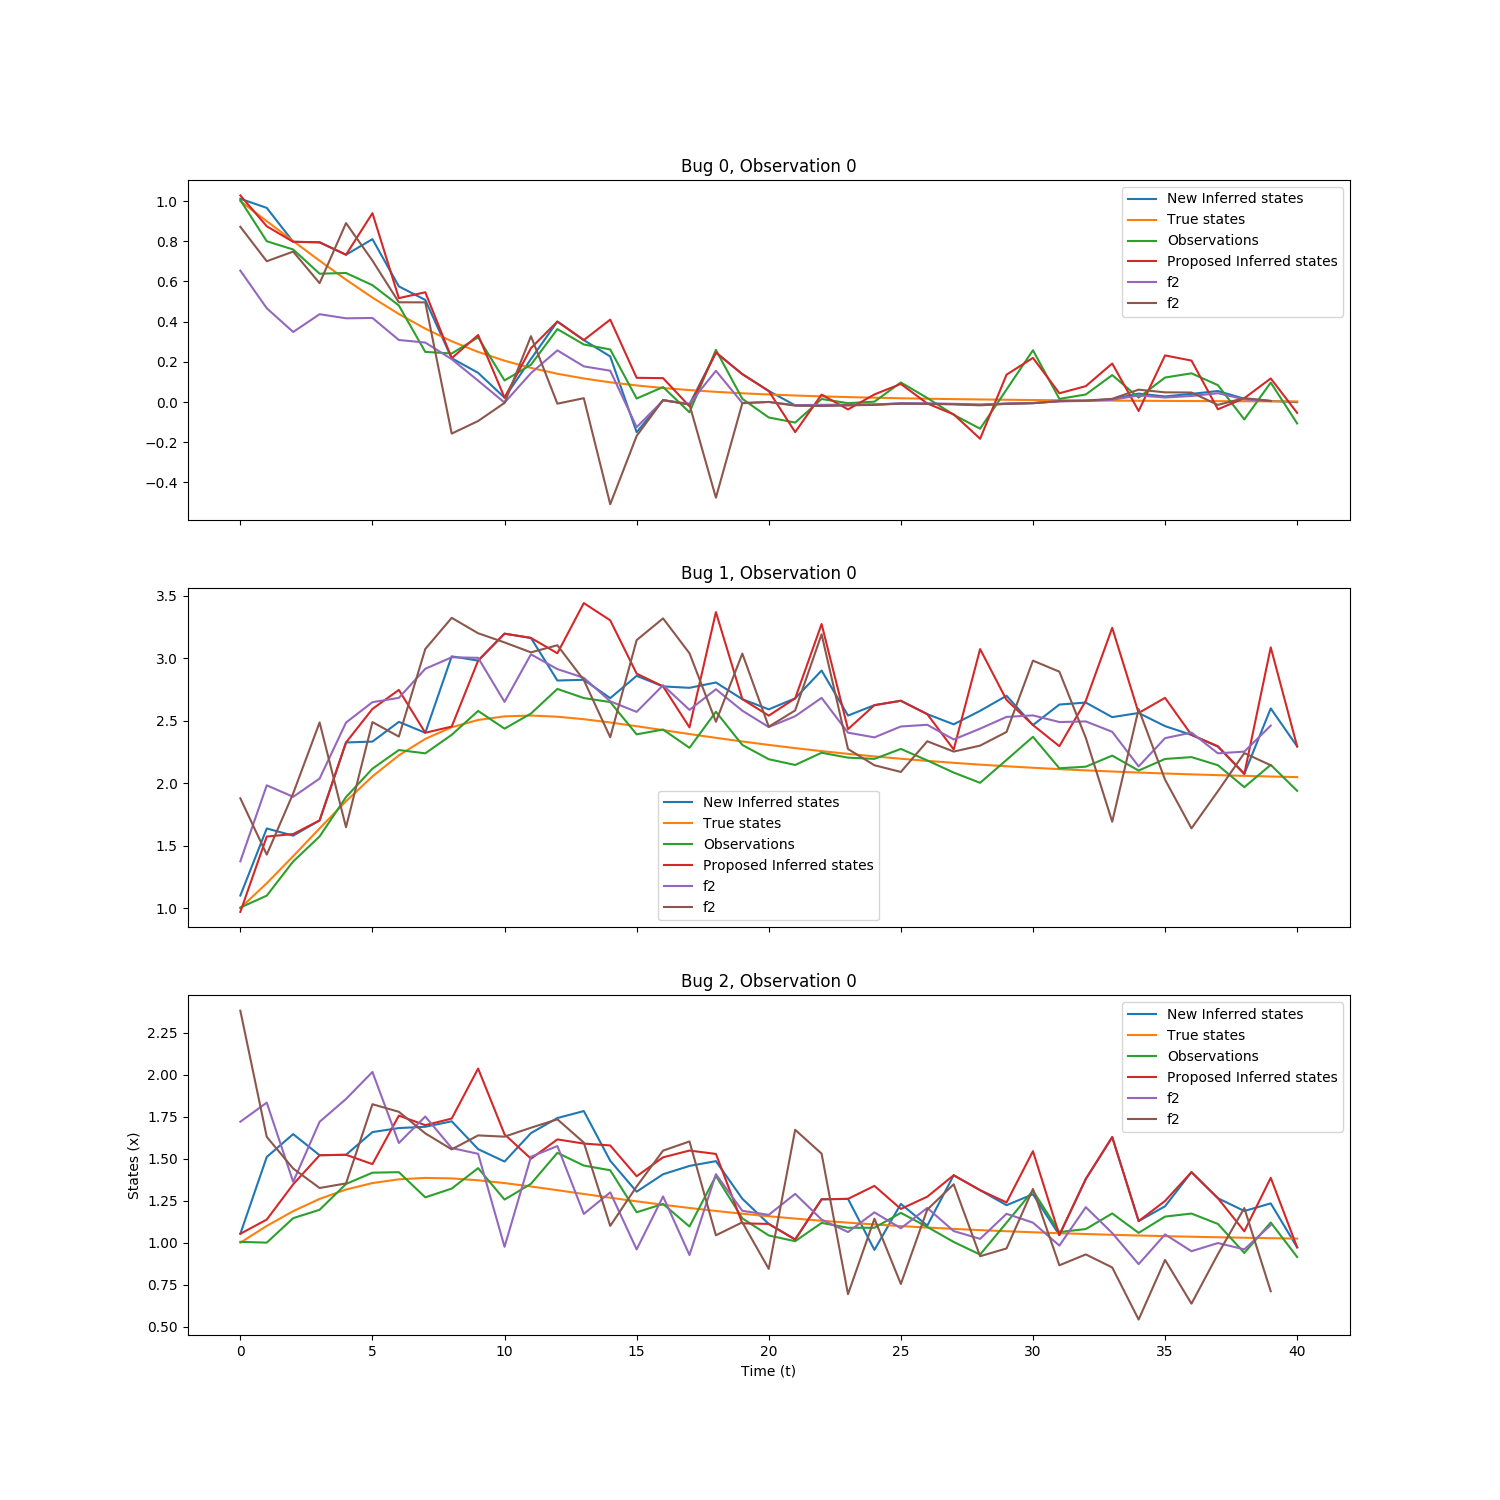 Bug 0, Observation 0
1.0
0.8
0.6
0.4
0.2
0.0
−0.2
−0.4
New Inferred states
True states
Observations
Proposed Inferred states
f2
f2
Bug 1, Observation 0
3.5
3.0
2.5
2.0
1.5
1.0
New Inferred states
True states
Observations
Proposed Inferred states
f2
f2
Bug 2, Observation 0
States (x)
2.25
2.00
1.75
1.50
1.25
1.00
0.75
0.50
New Inferred states
True states
Observations
Proposed Inferred states
f2
f2
0 5 10 15 20 25 30 35 40
Time (t)